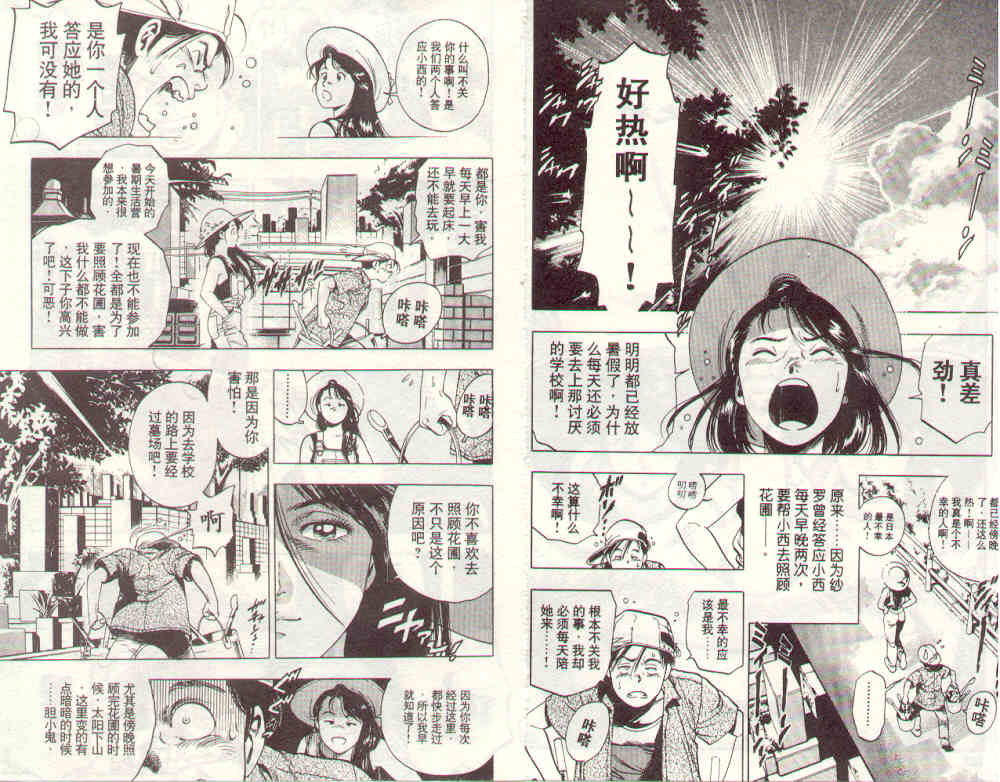 好热啊～～～！
真差
劲！
明明都已经放
暑假了，为什
么每天还必须
要去上那讨厌
的学校啊！
都已经傍晚
了，还这么
热！啊——
我真是个不
幸的人啊！
是日本
最不幸
的人！
原来……因为纱
罗曾经答应小西
每天早晚两次，
要帮小西去照顾
花圃——
嗒嗒
叽叽
这算什么
不幸啊！
…………
咔嗒
最不幸的应
该是我……
根本不关我
的事，我却
必须每天陪
她来……！
咔嗒
什么叫不关
你的事啊！是
我们两个人答
应小西的！
是你一个人
答应她的，
我可没有！
都是你，害我
每天早上一大
早就要起床，
还不能去玩。
咔嗒
今天开始的
暑期生活营
，我本来很
想参加的，
现在也不能参加
了！全都是为了
要照顾花圃，害
我什么都不能做
，这下子你高兴
了吧！可恶！
咔嗒
咔嗒
…………
那是因为你
害怕！
因为去学校
的路上要经
过墓场吧！
啊
你不喜欢去
照顾花圃，
不只是这个
原因吧？
因为你每次
经过这里，
都快步走过
，所以我早
就知道了！
尤其是傍晚照
顾完花圃的时
候，太阳下山
，这里变的有
点暗暗的时候
……胆小鬼，